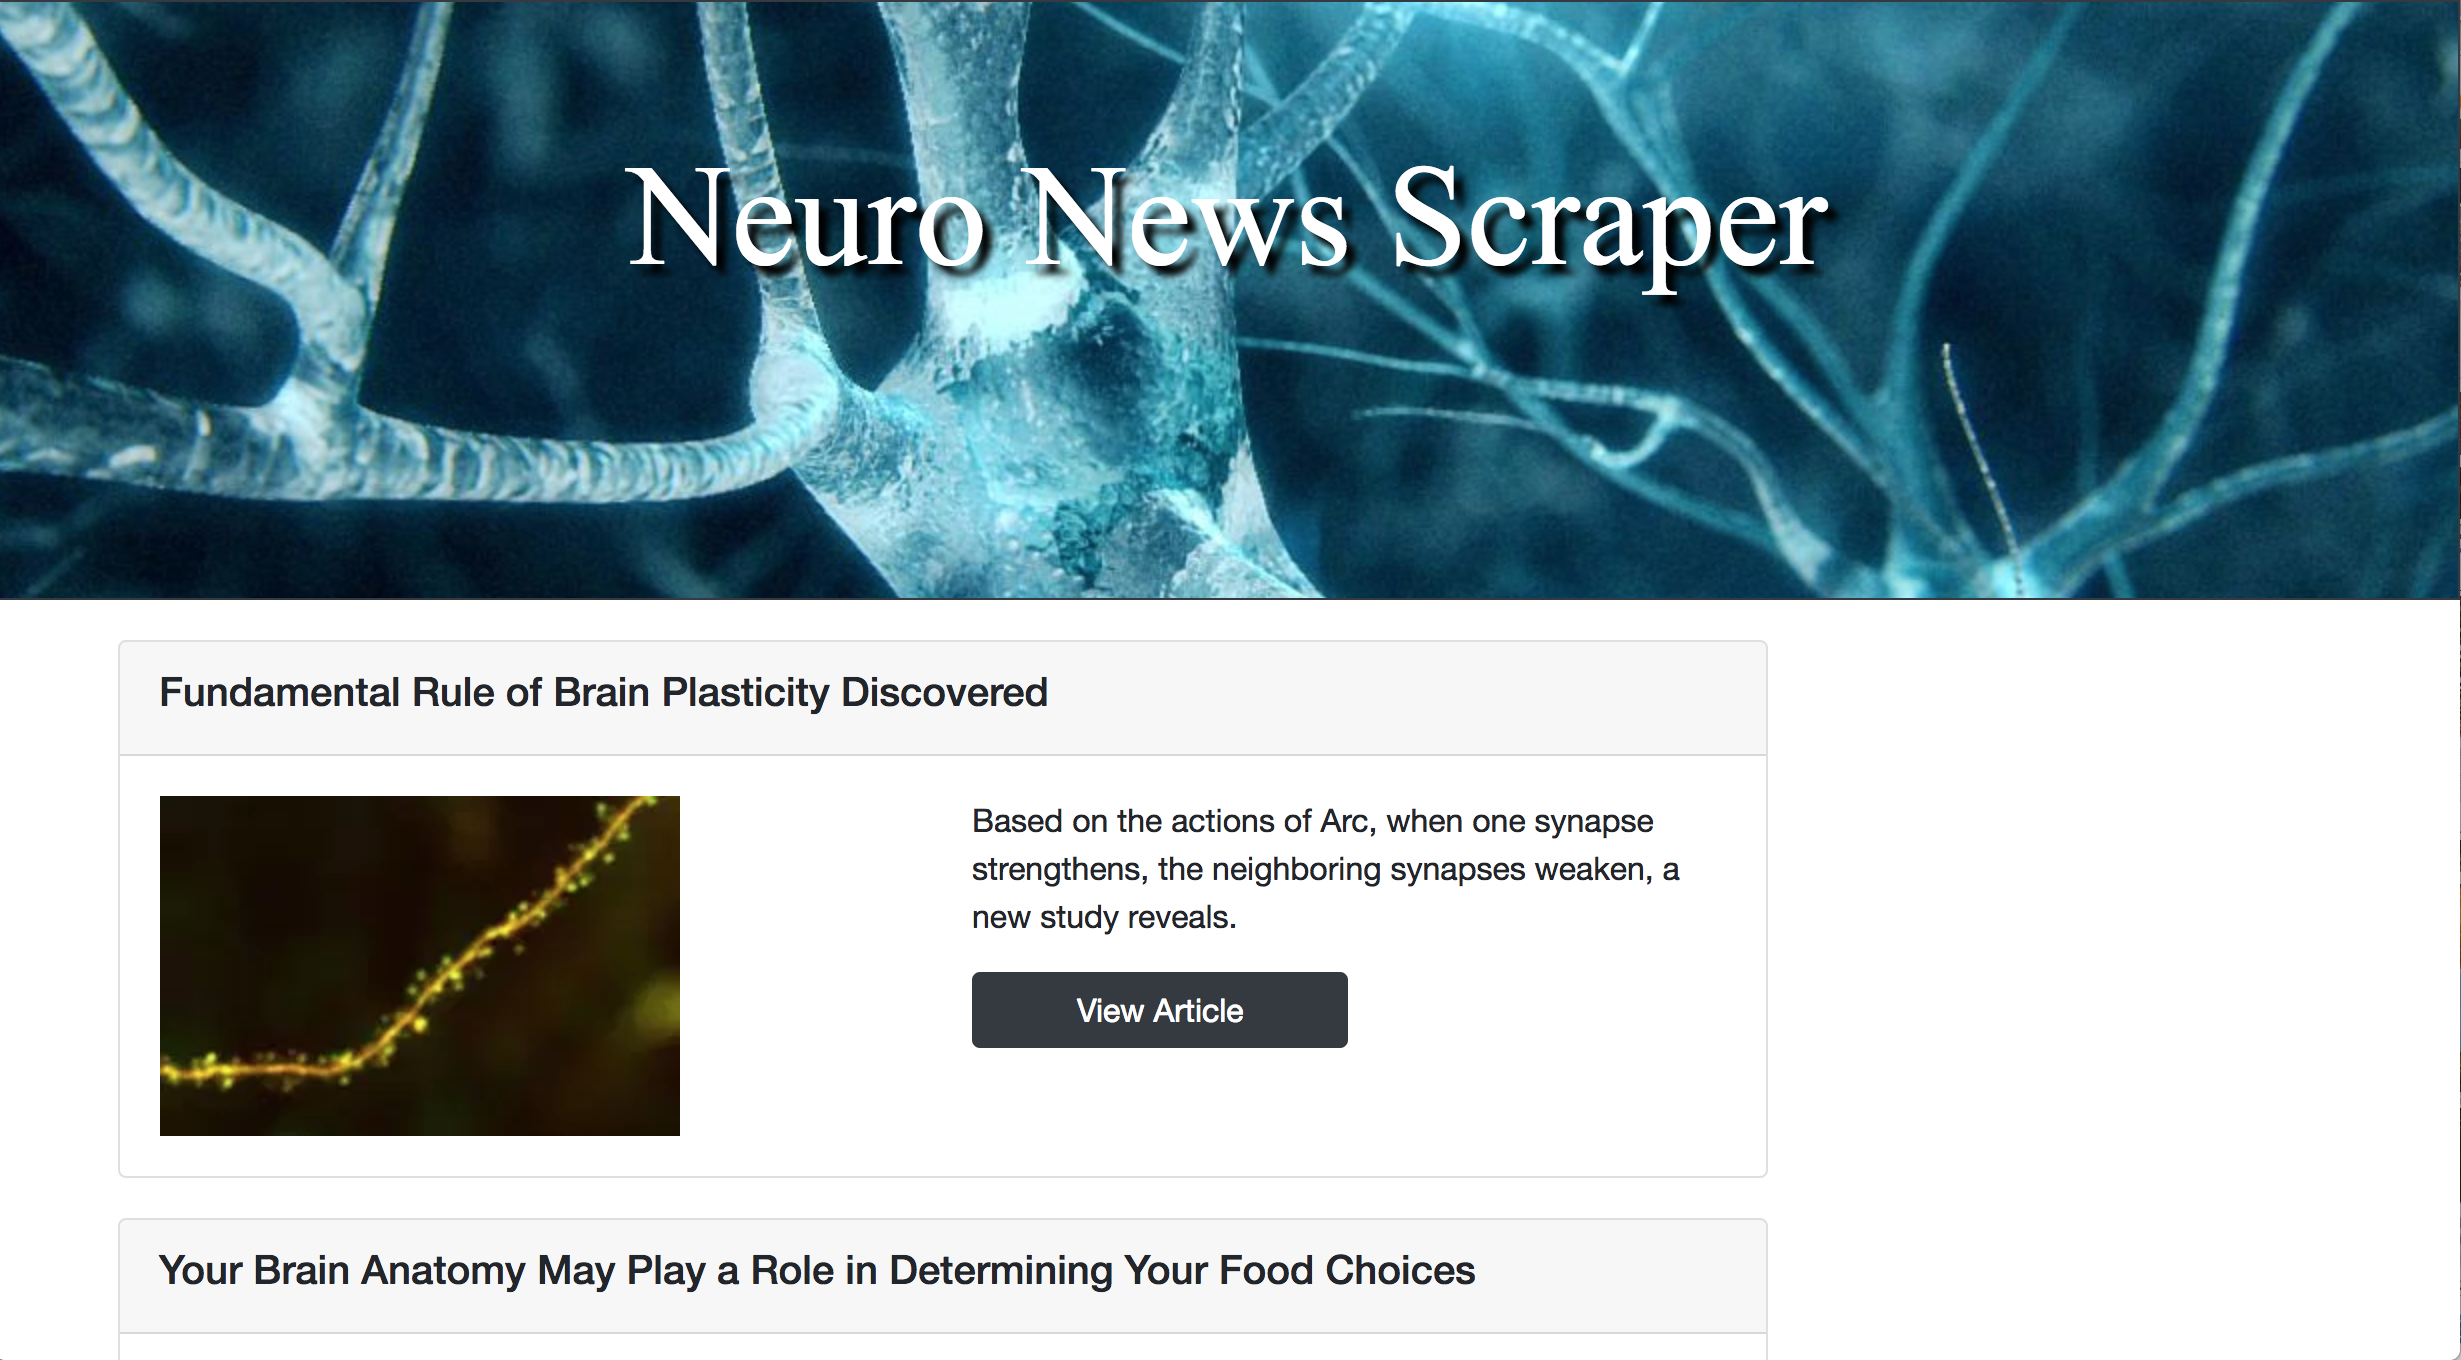 Neuro News Scraper
Fundamental Rule of Brain Plasticity Discovered
Based on the actions of Arc, when one synapse
strengthens, the neighboring synapses weaken, a
new study reveals.
View Article
Your Brain Anatomy May Play a Role in Determining Your Food Choices